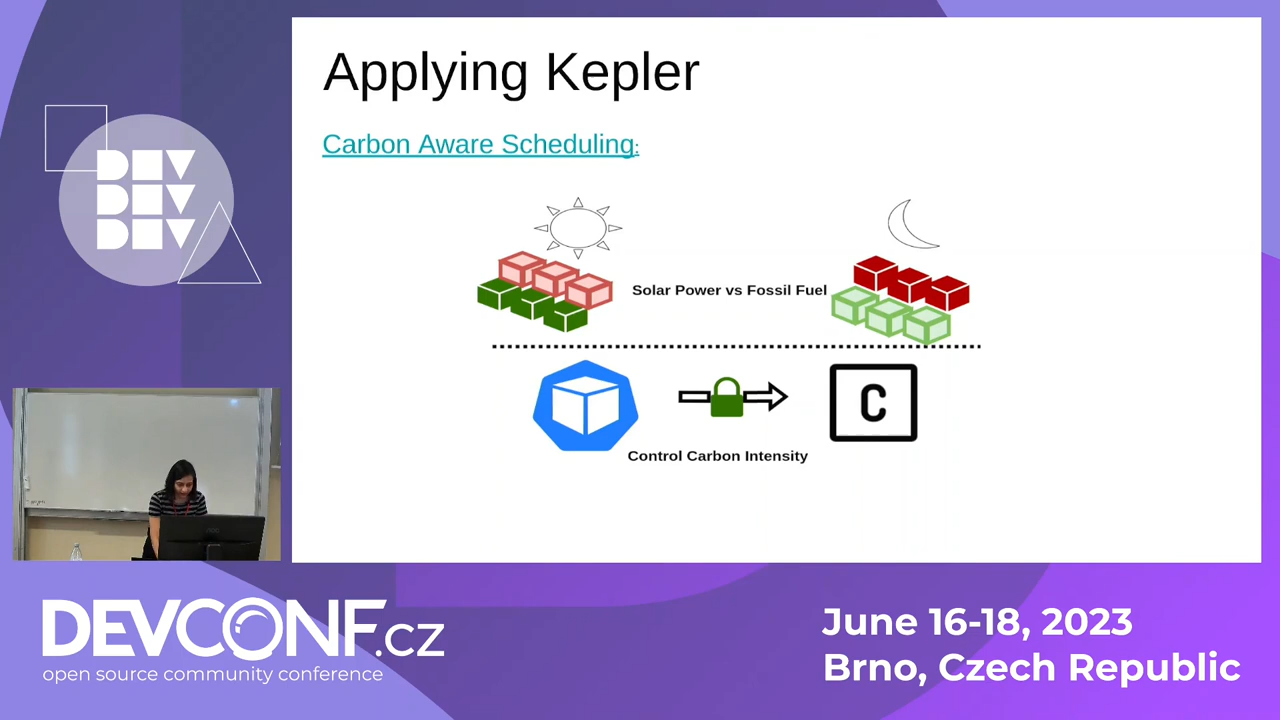 Applying Kepler
Carbon Aware Scheduling:
Solar Power vs Fossil Fuel
C
Control Carbon Intensity
DEV
DEV
DEV
DEVCONF.cz
open source community conference
June 16-18, 2023
Brno, Czech Republic